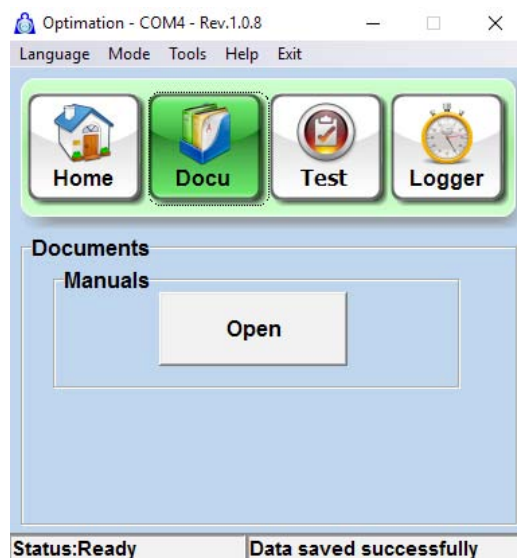 Optimation - COM4 - Rev.1.0.8
Language Mode Tools Help Exit
Home Docu Test Logger
Documents
Manuals
Open
Status:Ready Data saved successfully